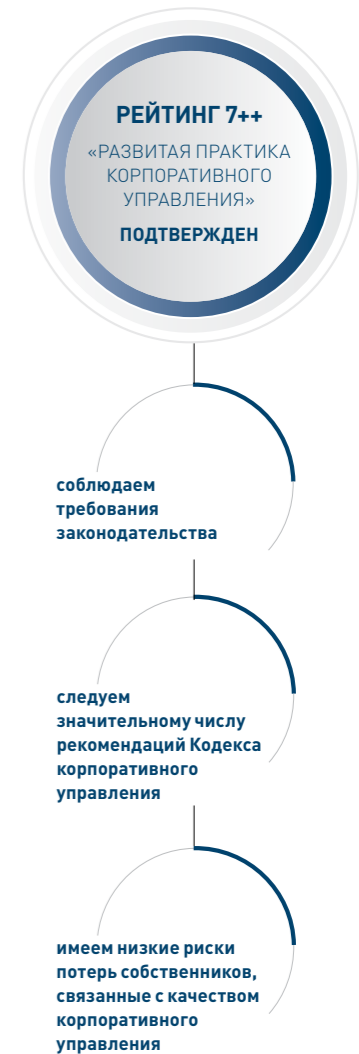 РЕЙТИНГ 7++
«РАЗВИТАЯ ПРАКТИКА
КОРПОРАТИВНОГО
УПРАВЛЕНИЯ»
ПОДТВЕРЖДЕН
соблюдаем
требования
законодательства
следуем
значительному числу
рекомендаций Кодекса
корпоративного
управления
имеем низкие риски
потерь собственников,
связанные с качеством
корпоративного
управления